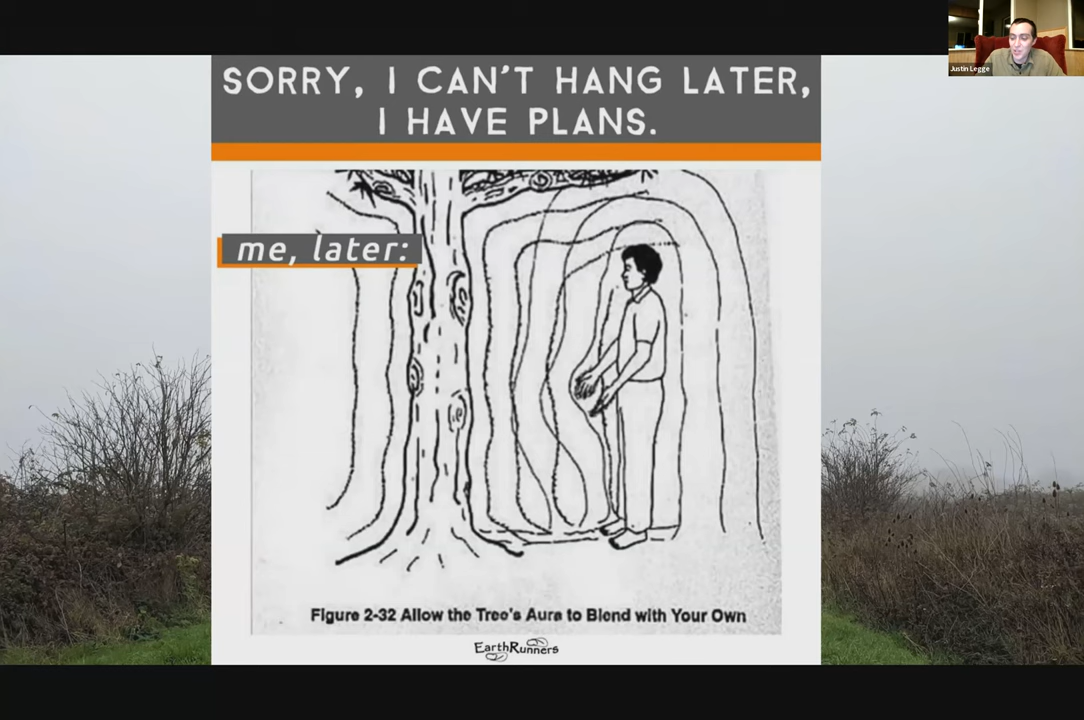 Justin Legge
SORRY, I CAN'T HANG LATER,
I HAVE PLANS.
me, later:
Figure 2-32 Allow the Tree's Aura to Blend with Your Own
EarthRunners